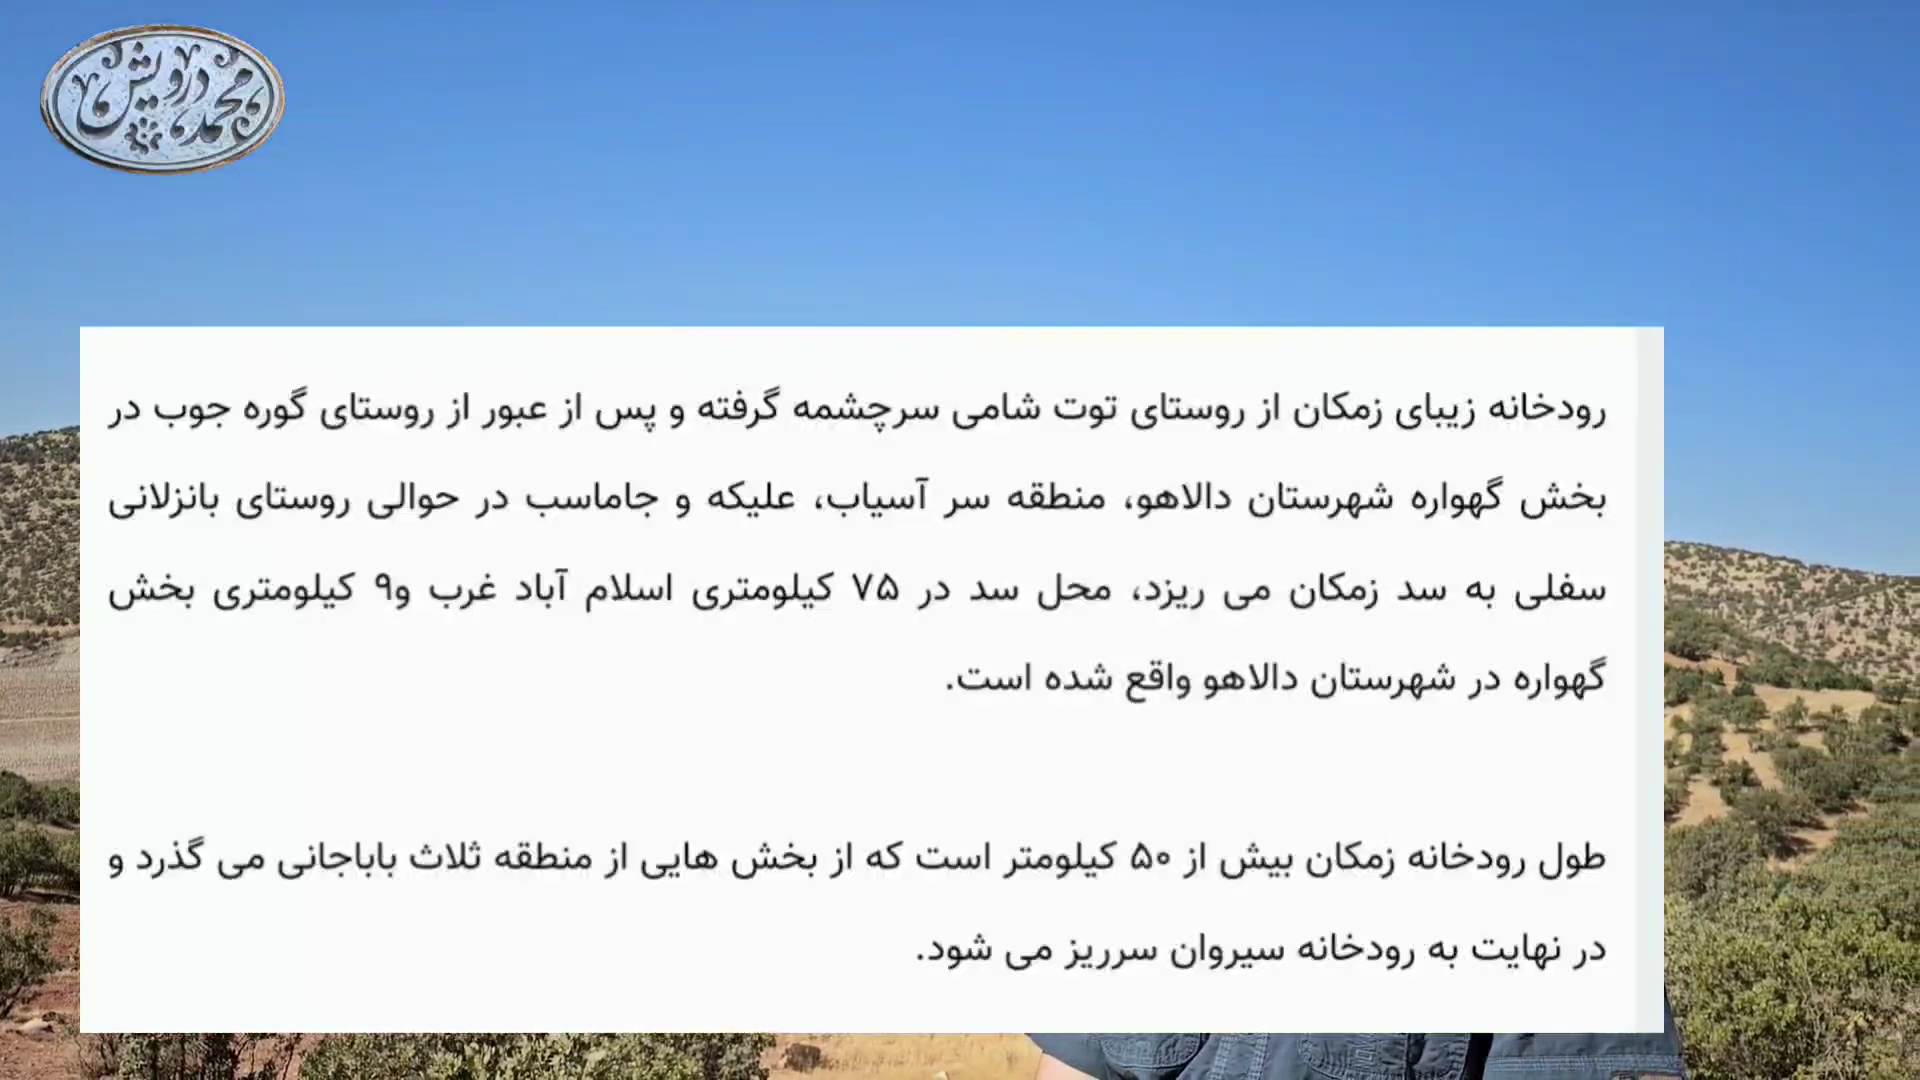 محمد درویش
رودخانه زیبای زمکان از روستای توت شامی سرچشمه گرفته و پس از عبور از روستای گوره جوب در
بخش گهواره شهرستان دالاهو، منطقه سر آسیاب، علیکه و جاماسب در حوالی روستای بانزلانی
سفلی به سد زمکان می ریزد، محل سد در ۷۵ کیلومتری اسلام آباد غرب و۹ کیلومتری بخش
گهواره در شهرستان دالاهو واقع شده است.
طول رودخانه زمکان بیش از ۵۰ کیلومتر است که از بخش هایی از منطقه ثلاث باباجانی می گذرد و
در نهایت به رودخانه سیروان سرریز می شود.